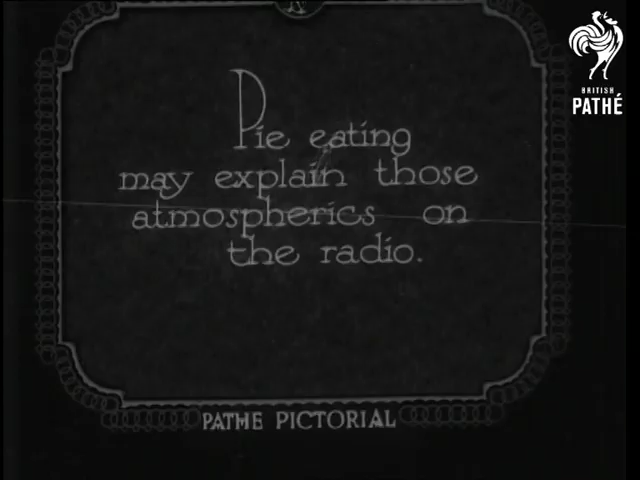 BRITISH
PATHÉ
Pie eating
may explain those
atmospherics on
the radio.
PATHE PICTORIAL